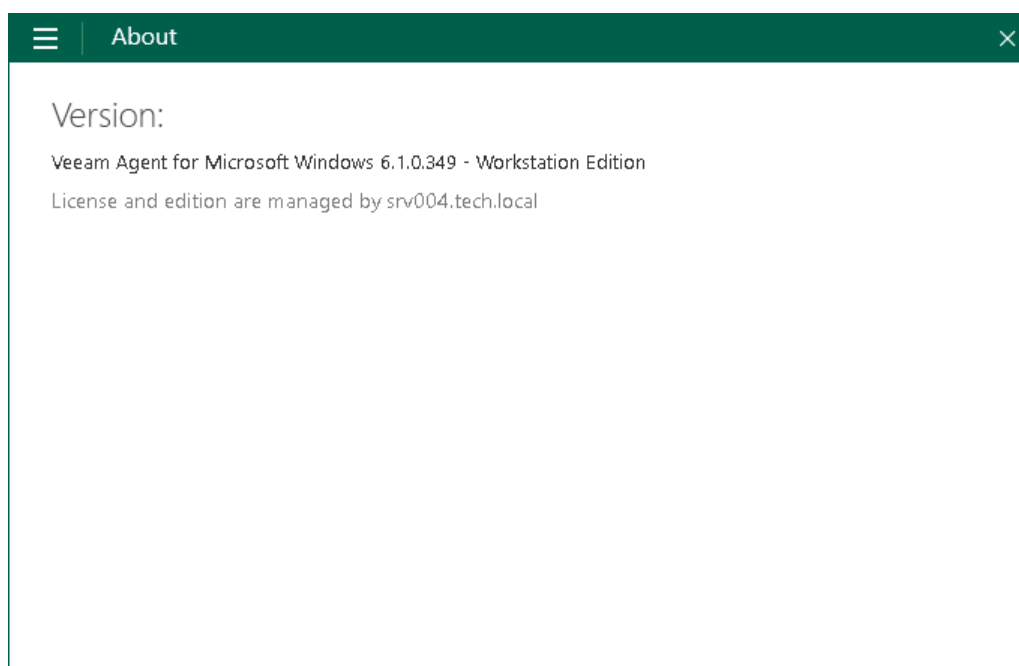 About
Version:
Veeam Agent for Microsoft Windows 6.1.0.349 - Workstation Edition
License and edition are managed by srv004.tech.local